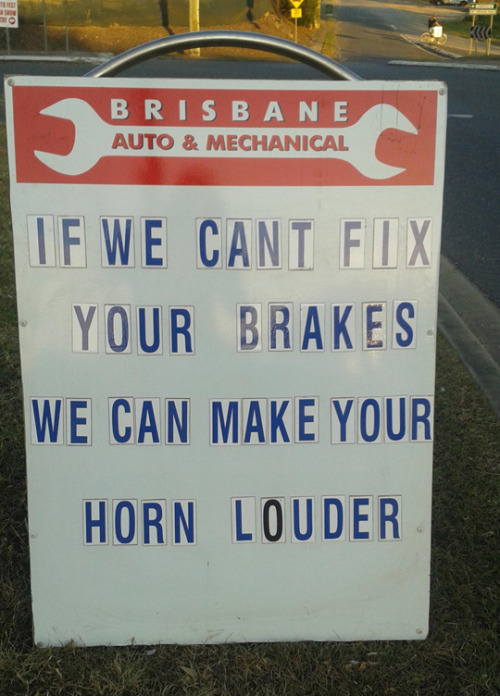 BRISBANE
AUTO & MECHANICAL
IF WE CANT FIX
YOUR BRAKES
WE CAN MAKE YOUR
HORN LOUDER